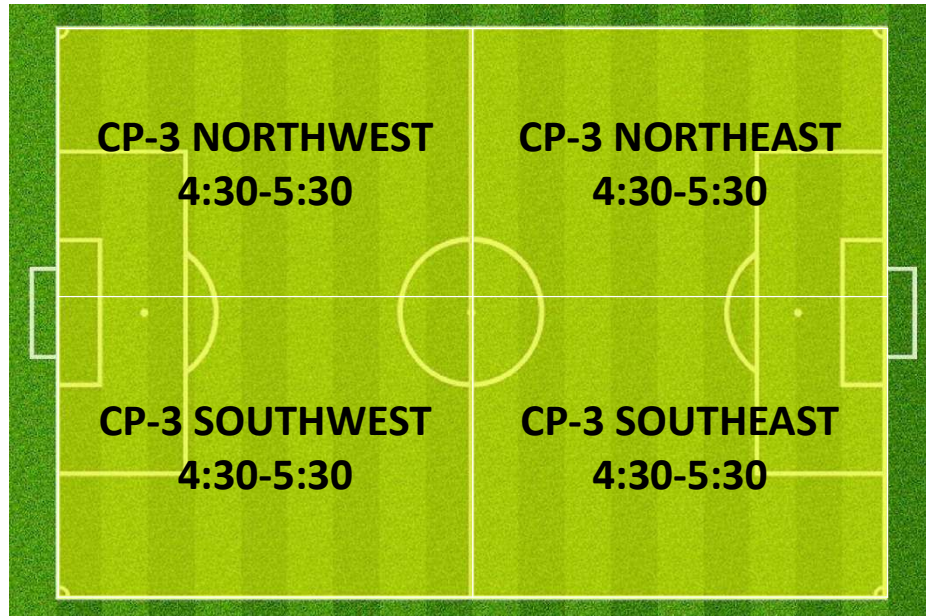 CP-3 NORTHWEST
4:30-5:30
CP-3 NORTHEAST
4:30-5:30
CP-3 SOUTHWEST
4:30-5:30
CP-3 SOUTHEAST
4:30-5:30